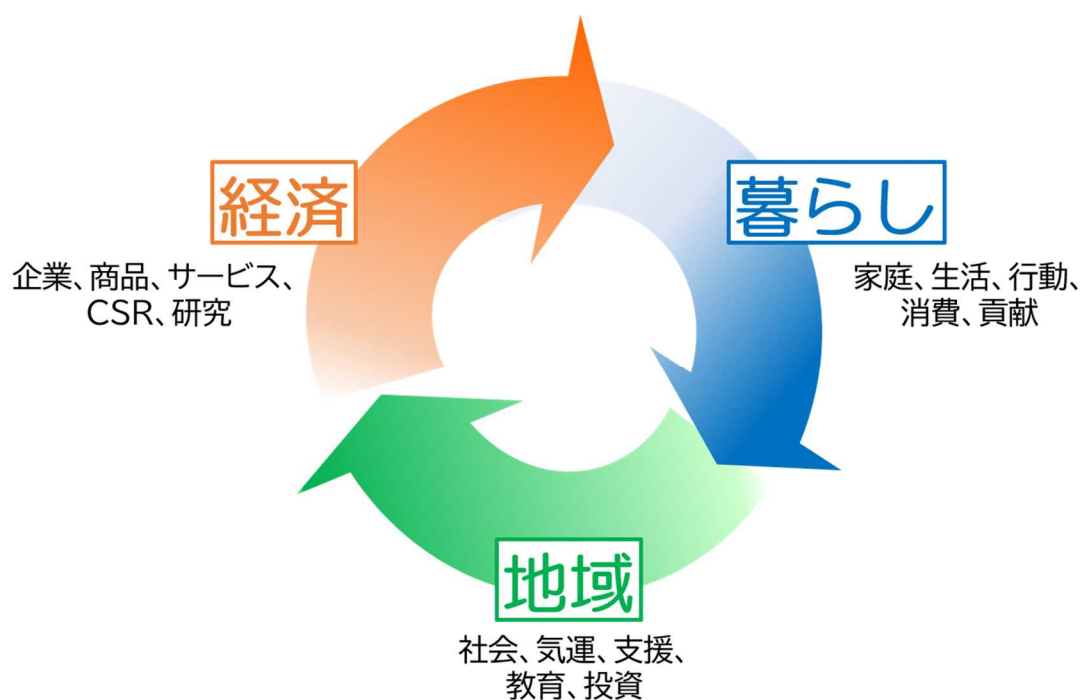 経済
企業、商品、サービス、
CSR、研究
暮らし
家庭、生活、行動、
消費、貢献
地域
社会、気運、支援、
教育、投資